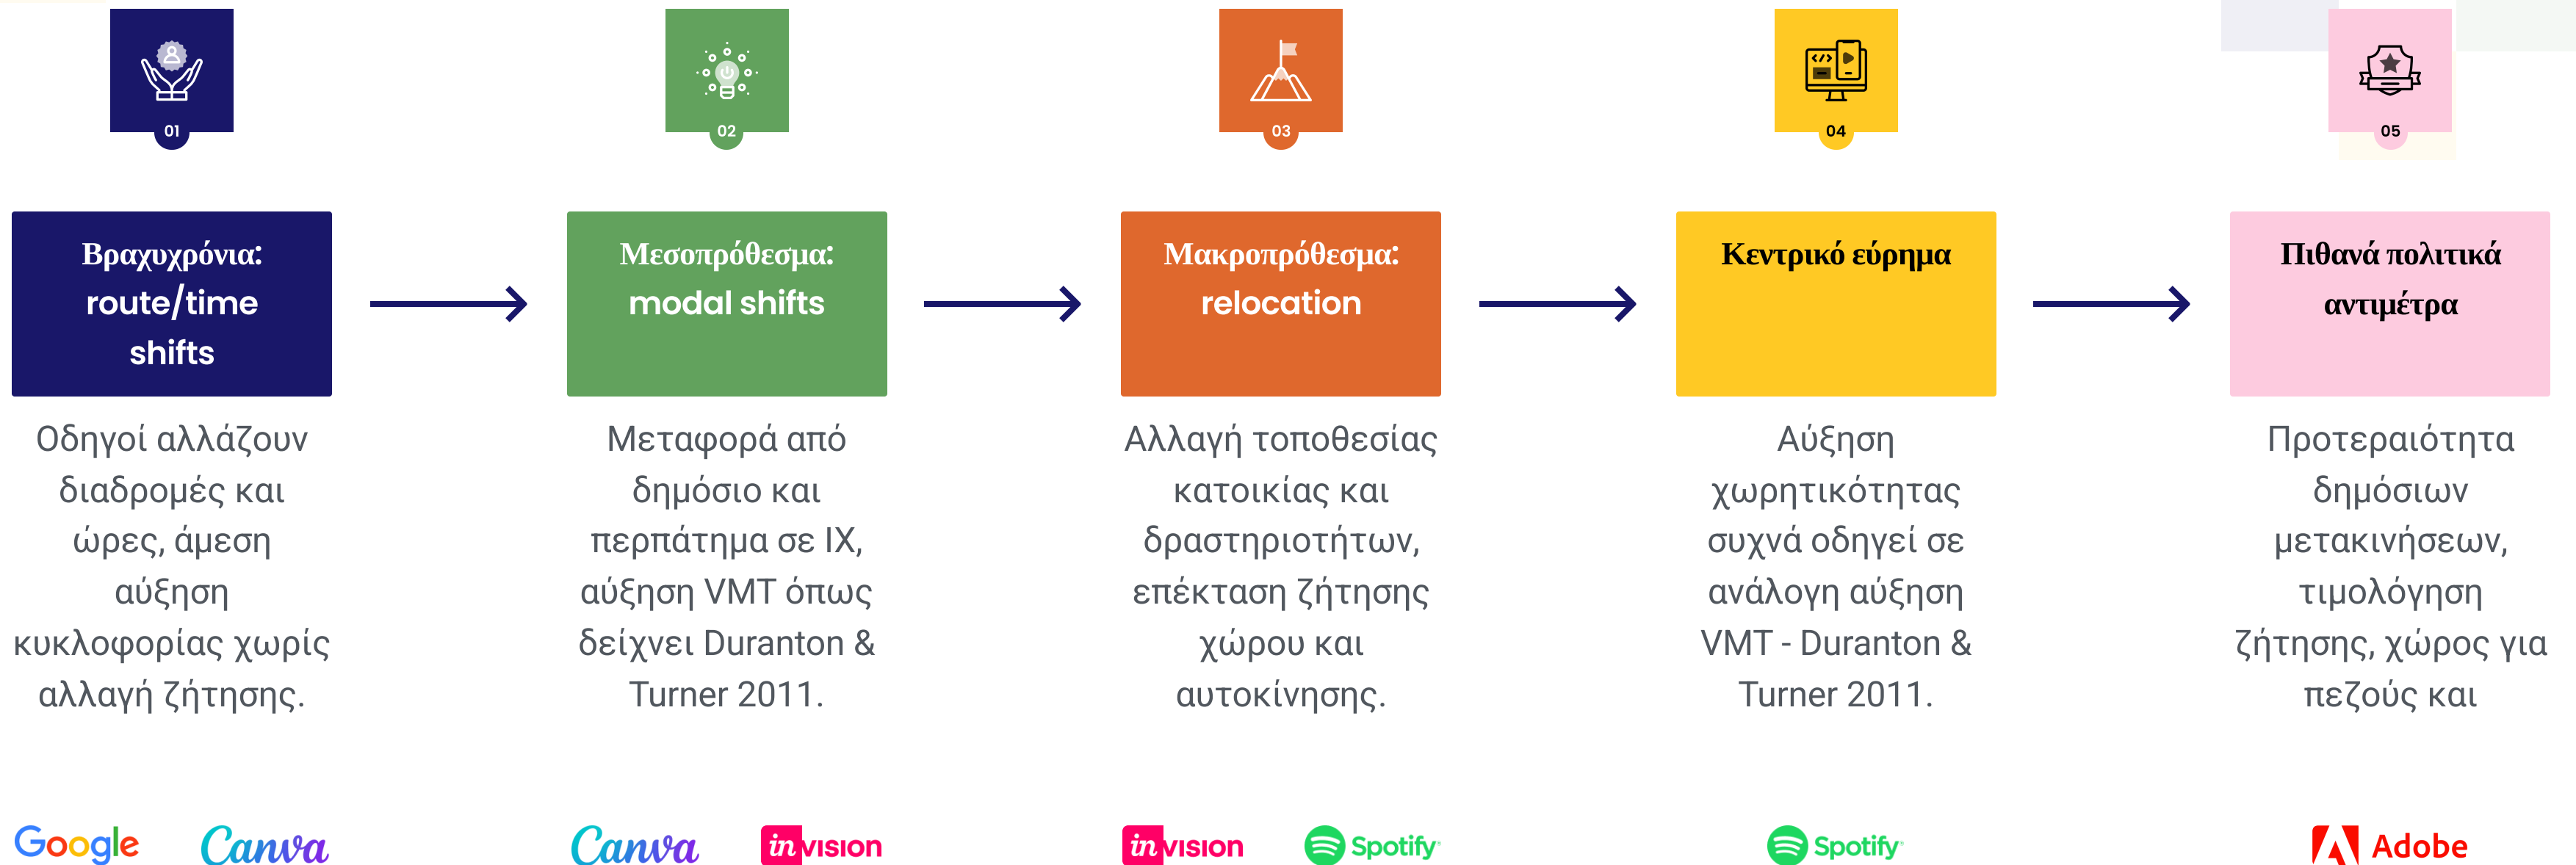 01
Βραχυχρόνια:
route/time
shifts
Οδηγοί αλλάζουν
διαδρομές και
ώρες, άμεση
αύξηση
κυκλοφορίας χωρίς
αλλαγή ζήτησης.
02
Μεσοπρόθεσμα:
modal shifts
Μεταφορά από
δημόσιο και
περπάτημα σε ΙΧ,
αύξηση VMT όπως
δείχνει Duranton &
Turner 2011.
03
Μακροπρόθεσμα:
relocation
Αλλαγή τοποθεσίας
κατοικίας και
δραστηριοτήτων,
επέκταση ζήτησης
χώρου και
αυτοκίνησης.
04
Κεντρικό εύρημα
Αύξηση
χωρητικότητας
συχνά οδηγεί σε
ανάλογη αύξηση
VMT - Duranton &
Turner 2011.
05
Πιθανά πολιτικά
αντιμέτρα
Προτεραιότητα
δημόσιων
μετακινήσεων,
τιμολόγηση
ζήτησης, χώρος για
πεζούς και
Google
Canva
Canva
invision
invision
Spotify
Spotify
Adobe